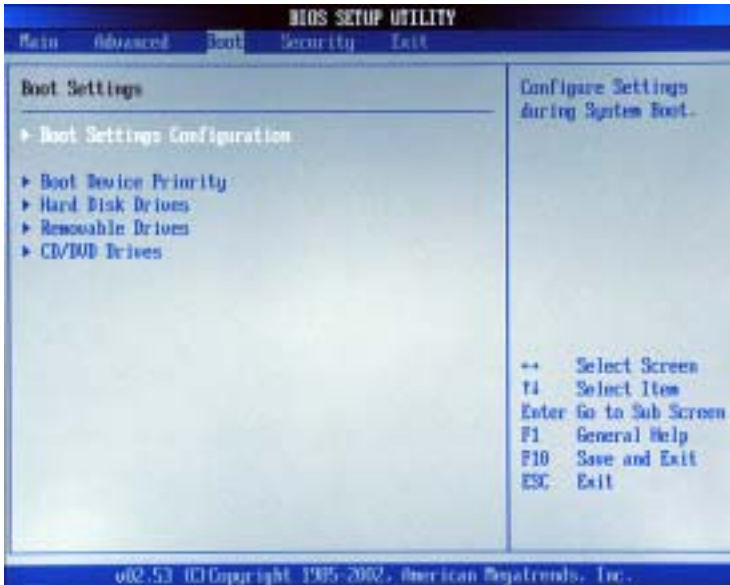 BIOS SETUP UTILITY
Main Advanced Boot Security Exit
Boot Settings
▶ Boot Settings Configuration
▶ Boot Device Priority
▶ Hard Disk Drives
▶ Removable Drives
▶ CD/DVD Drives
Configure Settings
during System Boot.
↔ Select Screen
↑↓ Select Item
Enter Go to Sub Screen
F1 General Help
F10 Save and Exit
ESC Exit
v02.53 (C)Copyright 1985-2002, American Megatrends, Inc.